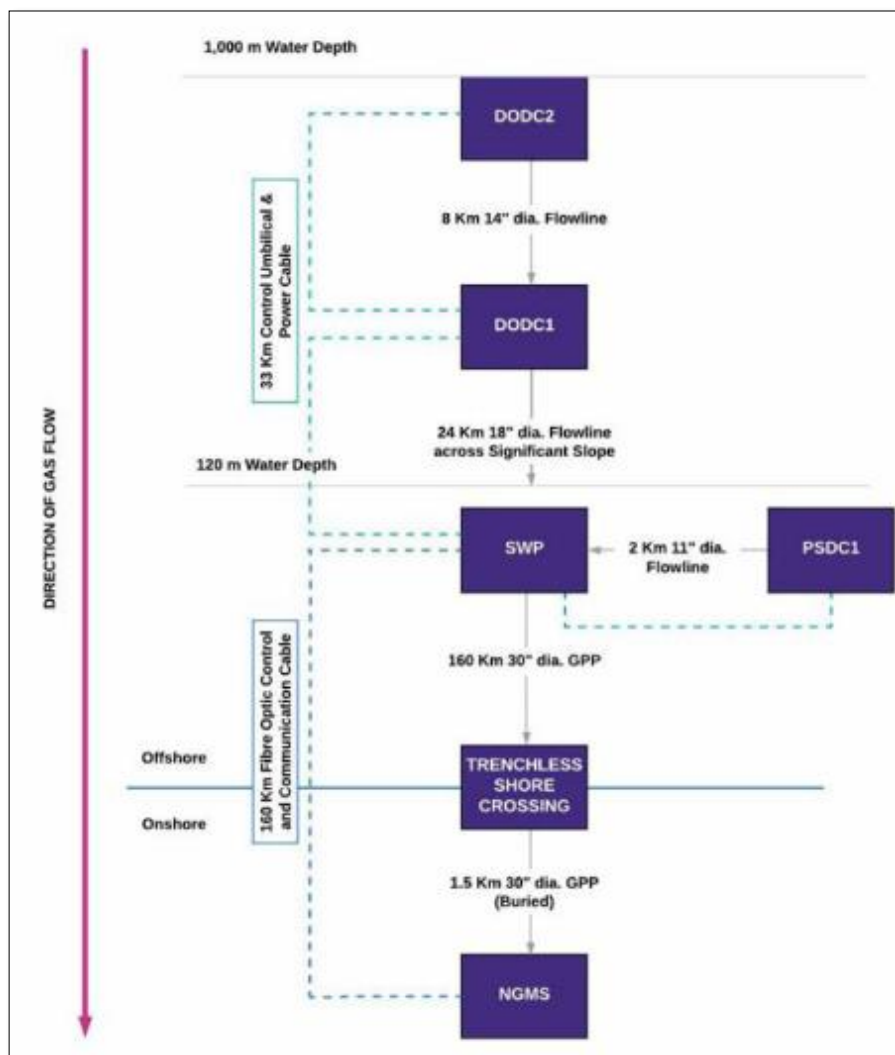 1,000 m Water Depth
DODC2
8 Km 14" dia. Flowline
33 Km Control Umbilical &
Power Cable
DODC1
24 Km 18" dia. Flowline
across Significant Slope
120 m Water Depth
DIRECTION OF GAS FLOW
SWP
2 Km 11" dia.
Flowline
PSDC1
160 Km 30" dia. GPP
160 Km Fibre Optic Control
and Communication Cable
Offshore
TRENCHLESS
SHORE
CROSSING
Onshore
1.5 Km 30" dia. GPP
(Buried)
NGMS